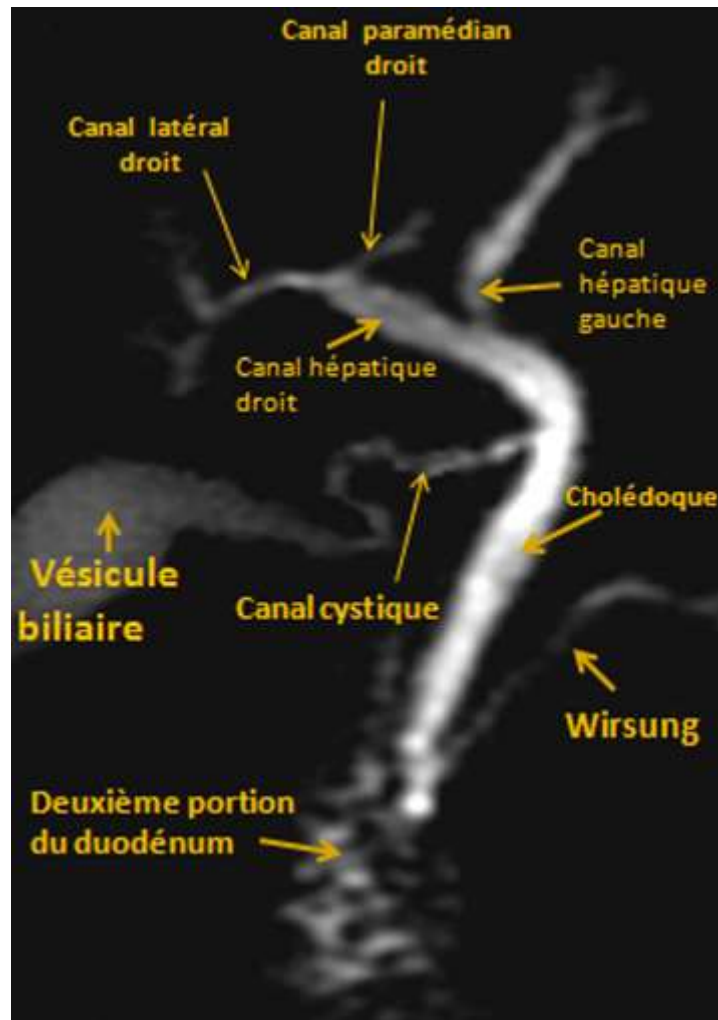 Canal paramédian
droit
Canal latéral
droit
Canal
hépatique
gauche
Canal hépatique
droit
Cholédoque
Vésicule
biliaire
Canal cystique
Wirsung
Deuxième portion
du duodénum